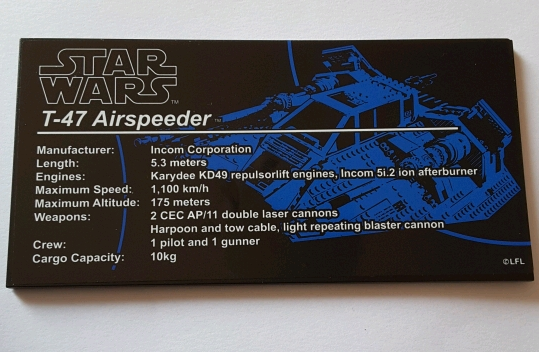 STAR
WARS™
T-47 Airspeeder™
Manufacturer: Incom Corporation
Length: 5.3 meters
Engines: Karydee KD49 repulsorlift engines, Incom 5i.2 ion afterburner
Maximum Speed: 1,100 km/h
Maximum Altitude: 175 meters
Weapons: 2 CEC AP/11 double laser cannons
Harpoon and tow cable, light repeating blaster cannon
Crew: 1 pilot and 1 gunner
Cargo Capacity: 10kg
©LFL